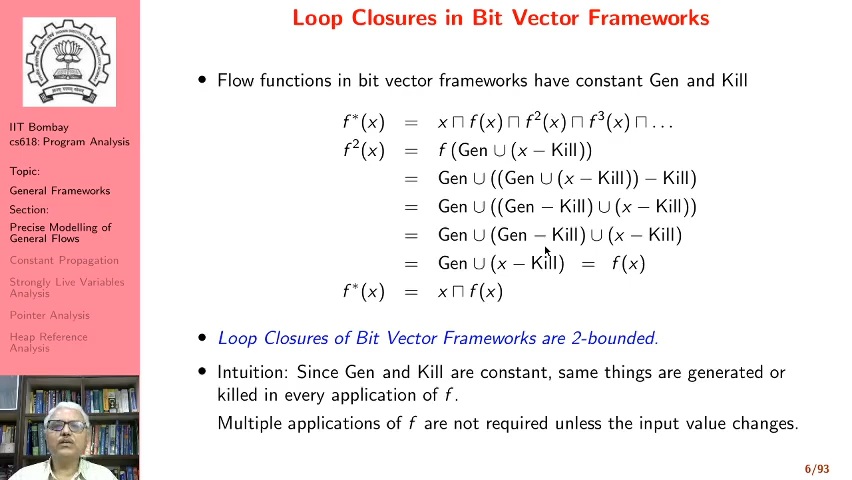 Loop Closures in Bit Vector Frameworks
IIT Bombay
cs618: Program Analysis
Topic:
General Frameworks
Section:
Precise Modelling of
General Flows
Constant Propagation
Strongly Live Variables
Analysis
Pointer Analysis
Heap Reference
Analysis
• Flow functions in bit vector frameworks have constant Gen and Kill
f*(x) = x ⊓ f(x) ⊓ f²(x) ⊓ f³(x) ⊓ ...
f²(x) = f (Gen ∪ (x − Kill))
= Gen ∪ ((Gen ∪ (x − Kill)) − Kill)
= Gen ∪ ((Gen − Kill) ∪ (x − Kill))
= Gen ∪ (Gen − Kill) ∪ (x − Kill)
= Gen ∪ (x − Kill) = f(x)
f*(x) = x ⊓ f(x)
• Loop Closures of Bit Vector Frameworks are 2-bounded.
• Intuition: Since Gen and Kill are constant, same things are generated or
killed in every application of f.
Multiple applications of f are not required unless the input value changes.
6/93